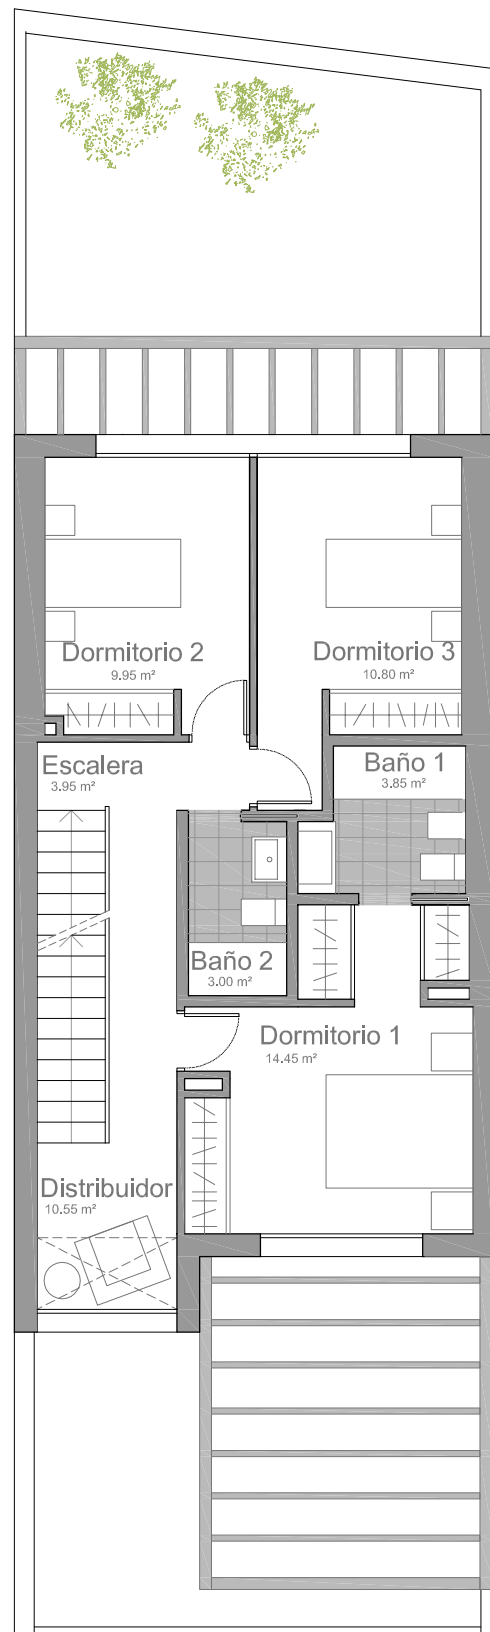 Dormitorio 2
9.95 m²
Dormitorio 3
10.80 m²
Escalera
3.95 m²
Baño 1
3.85 m²
Baño 2
3.00 m²
Dormitorio 1
14.45 m²
Distribuidor
10.55 m²